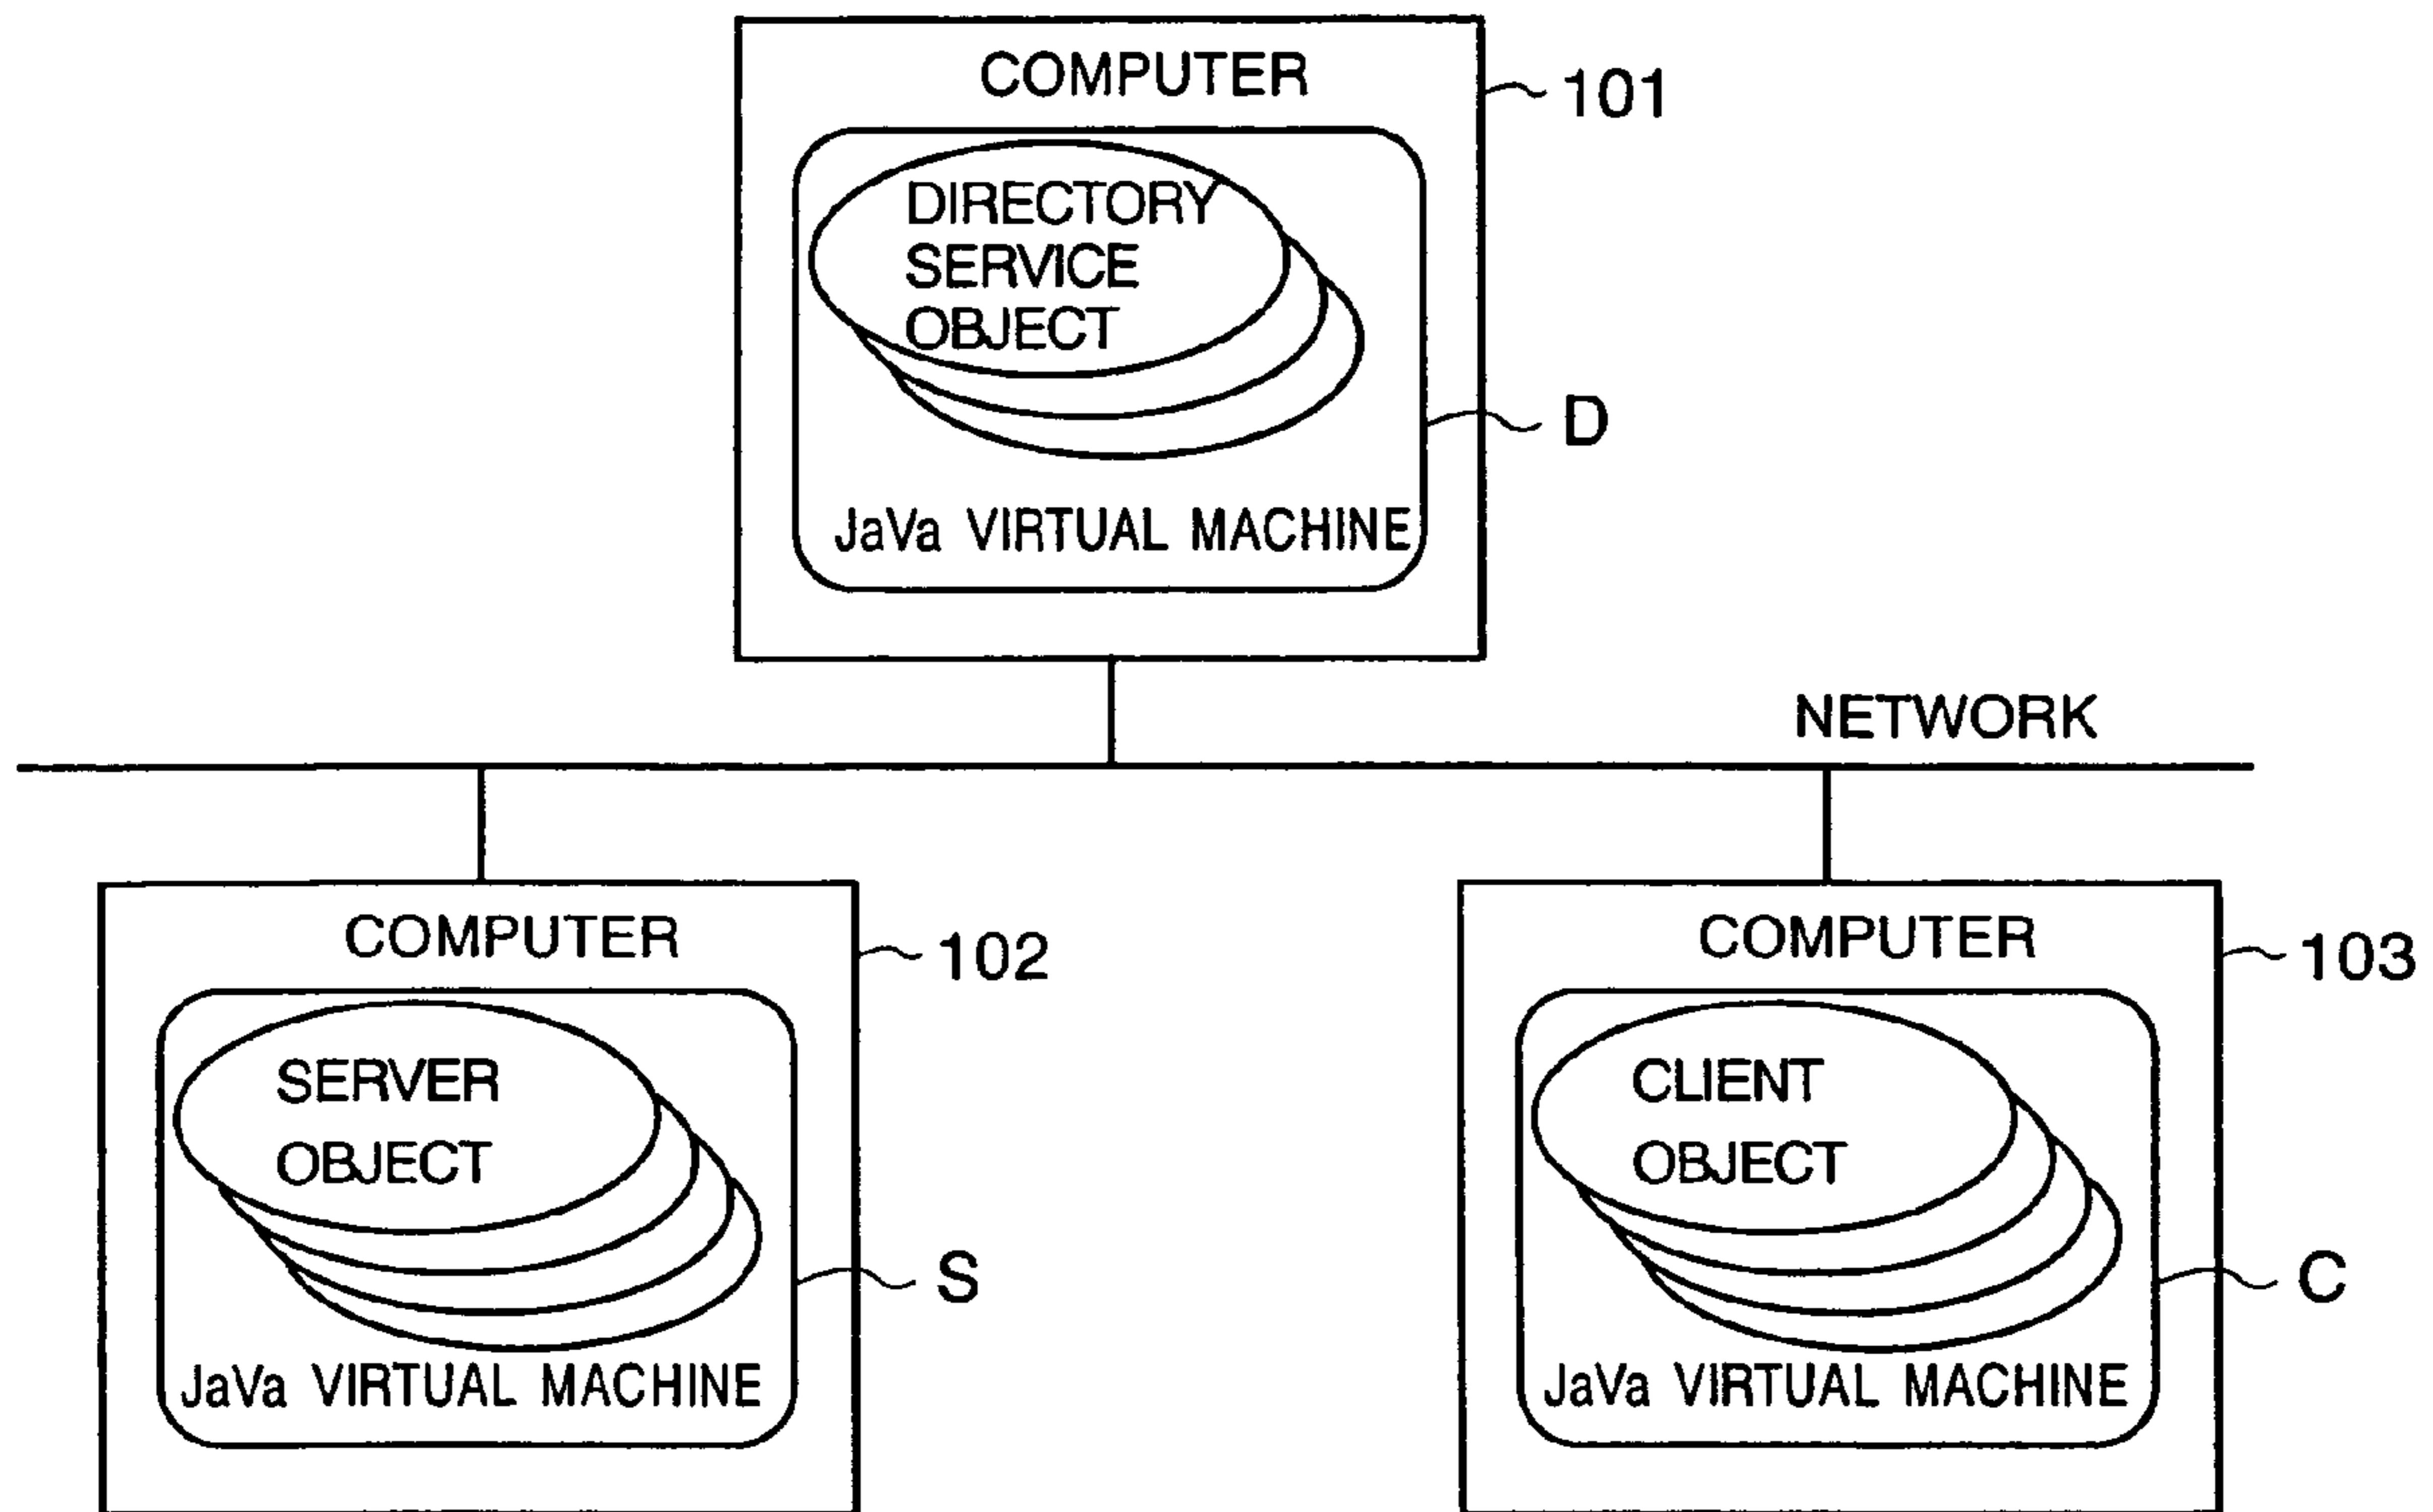 COMPUTER
101
DIRECTORY
SERVICE
OBJECT
D
JaVa VIRTUAL MACHINE
NETWORK
COMPUTER
102
SERVER
OBJECT
S
JaVa VIRTUAL MACHINE
COMPUTER
103
CLIENT
OBJECT
C
JaVa VIRTUAL MACHINE